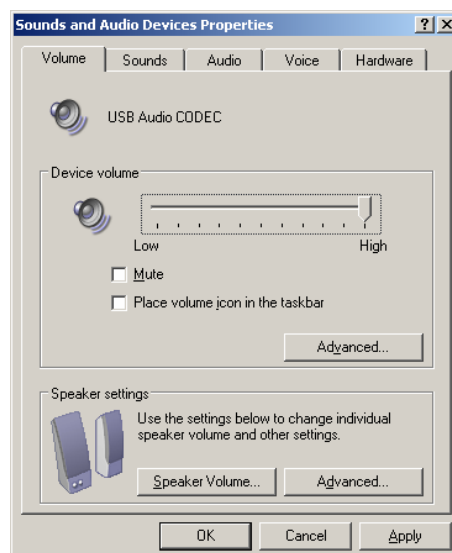 Sounds and Audio Devices Properties
Volume Sounds Audio Voice Hardware
USB Audio CODEC
Device volume
Low High
Mute
Place volume icon in the taskbar
Advanced...
Speaker settings
Use the settings below to change individual
speaker volume and other settings.
Speaker Volume... Advanced...
OK Cancel Apply